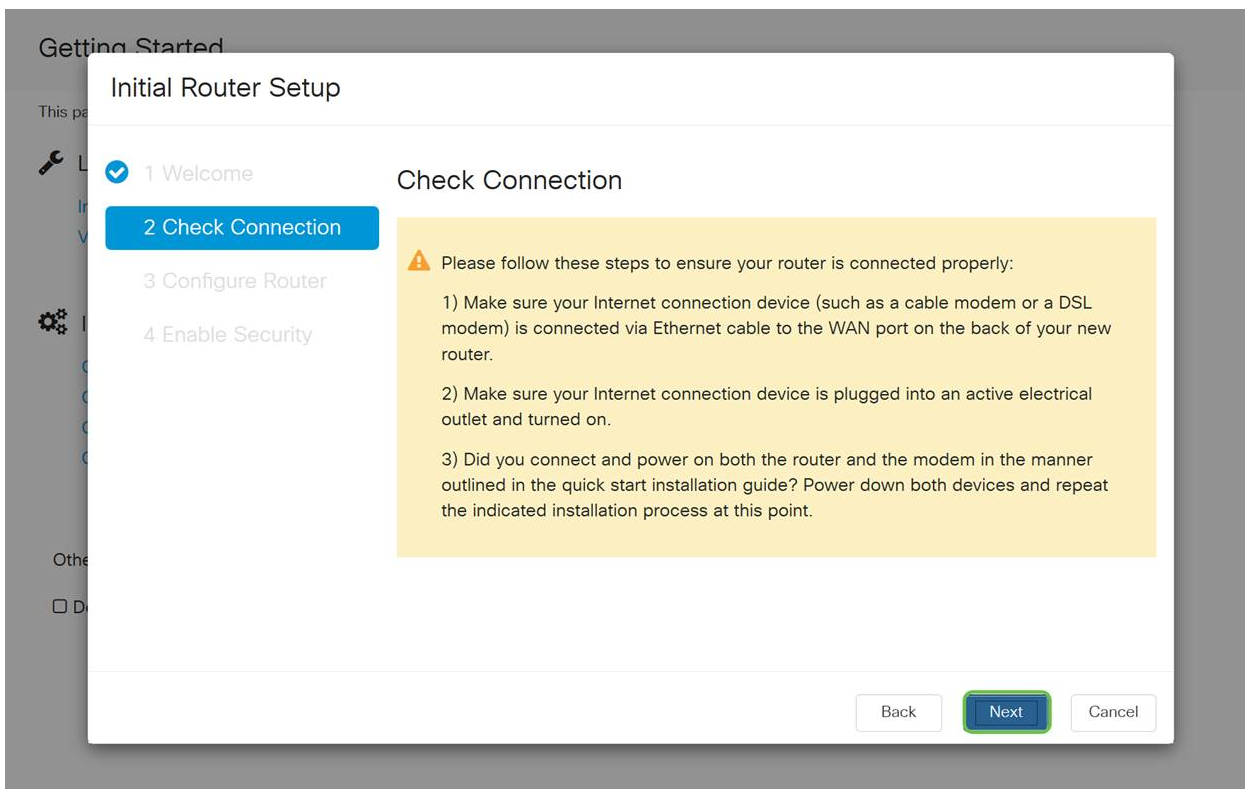 Getting Started
Initial Router Setup
This pa
1 Welcome
2 Check Connection
3 Configure Router
4 Enable Security
Check Connection
Please follow these steps to ensure your router is connected properly:
1) Make sure your Internet connection device (such as a cable modem or a DSL
modem) is connected via Ethernet cable to the WAN port on the back of your new
router.
2) Make sure your Internet connection device is plugged into an active electrical
outlet and turned on.
3) Did you connect and power on both the router and the modem in the manner
outlined in the quick start installation guide? Power down both devices and repeat
the indicated installation process at this point.
Othe
Back
Next
Cancel